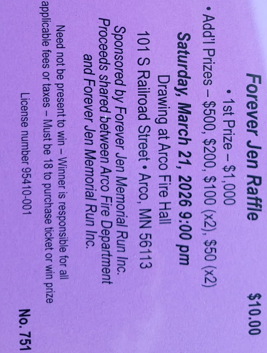 Forever Jen Raffle $10.00
• 1st Prize – $1,000
• Add'l Prizes – $500, $200, $100 (x2), $50 (x2)
Saturday, March 21, 2026 9:00 pm
Drawing at Arco Fire Hall
101 S Railroad Street • Arco, MN 56113
Sponsored by Forever Jen Memorial Run Inc.
Proceeds shared between Arco Fire Department
and Forever Jen Memorial Run Inc.
Need not be present to win – Winner is responsible for all
applicable fees or taxes – Must be 18 to purchase ticket or win prize
License number 95410-001 No. 751